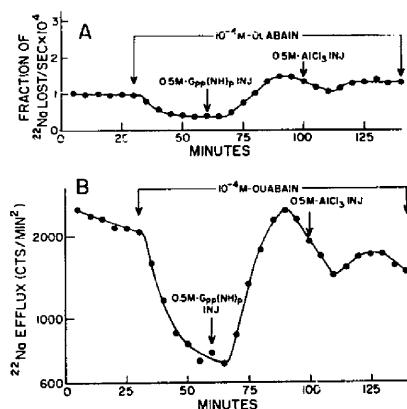 A
10⁻⁴M-OUABAIN
0.5M-AlCl₃ INJ
0.5M-Gpp(NH)p INJ
FRACTION OF
²²Na LOST/SEC×10⁴
2
1
0
0 25 50 75 100 125
MINUTES
B
10⁻⁴M-OUABAIN
0.5M-AlCl₃ INJ
0.5M-Gpp(NH)p
INJ
²²Na EFFLUX (CTS/MIN²)
2000
1000
600
0 25 50 75 100 125
MINUTES